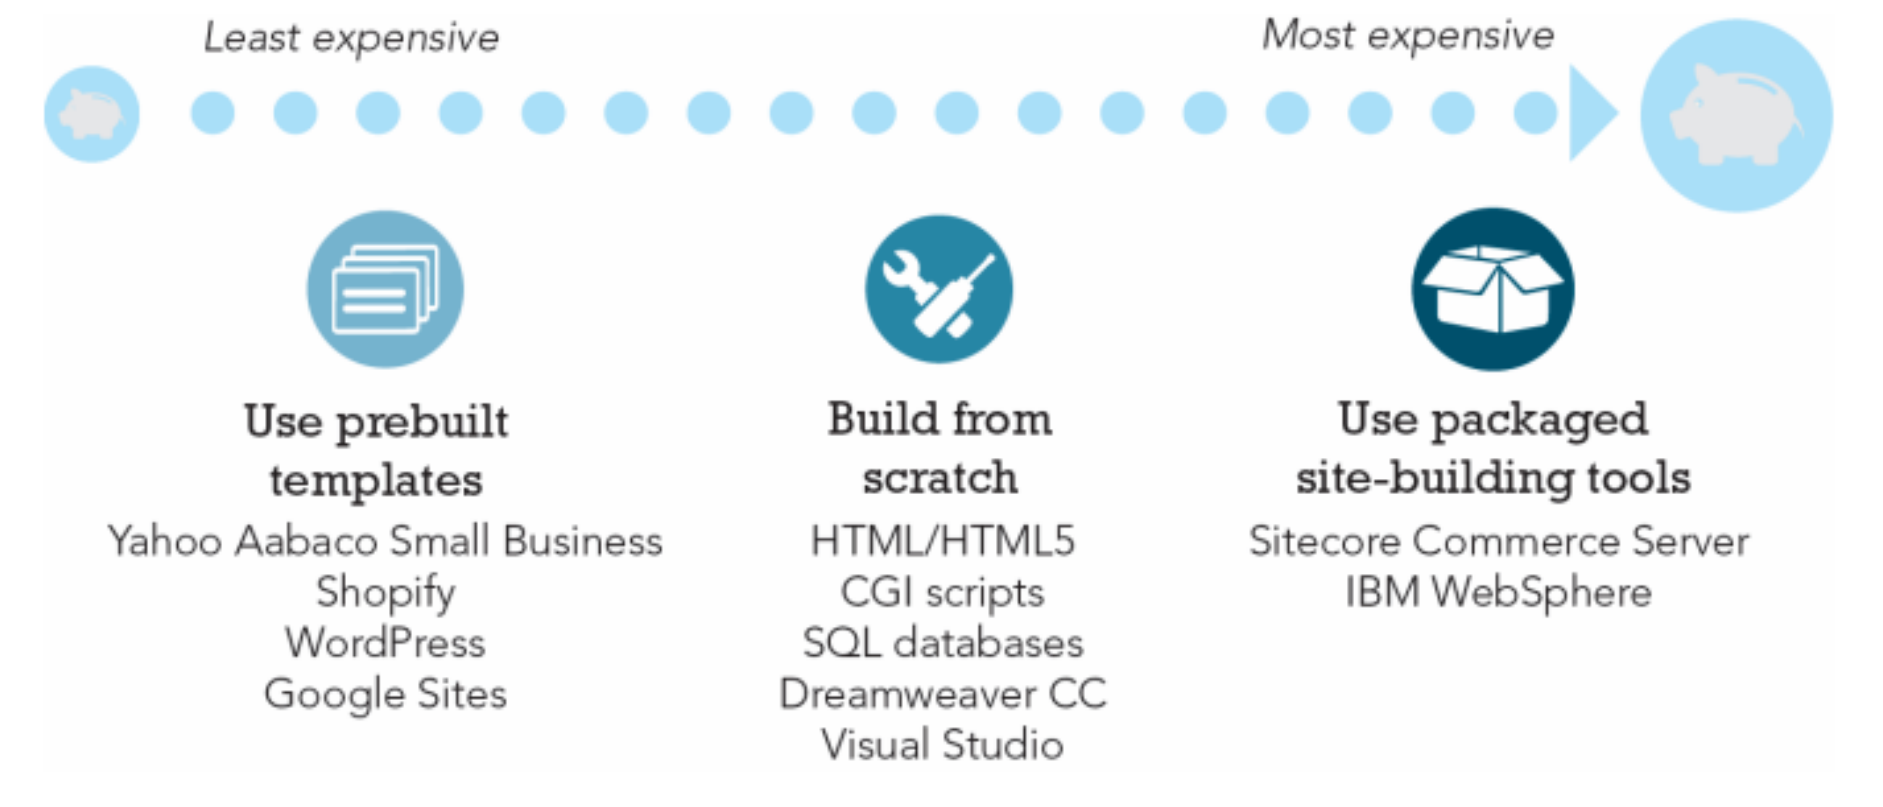 Least expensive
Most expensive
Use prebuilt
templates
Yahoo Aabaco Small Business
Shopify
WordPress
Google Sites
Build from
scratch
HTML/HTML5
CGI scripts
SQL databases
Dreamweaver CC
Visual Studio
Use packaged
site-building tools
Sitecore Commerce Server
IBM WebSphere